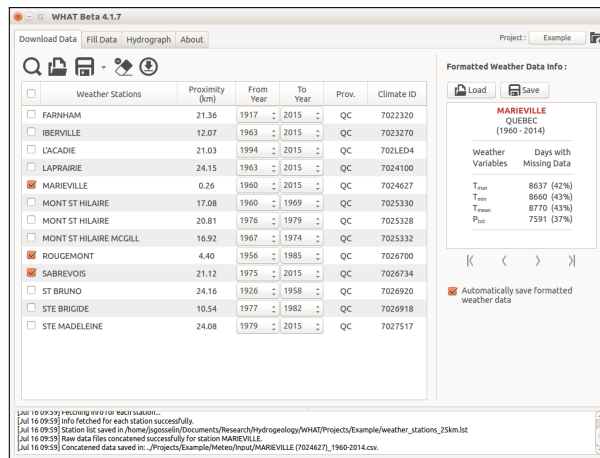 WHAT Beta 4.1.7
Download Data Fill Data Hydrograph About
Project : Example
Weather Stations Proximity (km) From Year To Year Prov. Climate ID
FARNHAM 21.36 1917 2015 QC 7022320
IBERVILLE 12.07 1963 2015 QC 7023270
L'ACADIE 21.03 1994 2015 QC 702LED4
LAPRAIRIE 24.15 1963 2015 QC 7024100
MARIEVILLE 0.26 1960 2015 QC 7024627
MONT ST HILAIRE 17.08 1960 1969 QC 7025330
MONT ST HILAIRE 20.81 1976 1979 QC 7025328
MONT ST HILAIRE MCGILL 16.92 1967 1974 QC 7025332
ROUGEMONT 4.40 1956 1985 QC 7026700
SABREVOIS 21.12 1975 2015 QC 7026734
ST BRUNO 24.16 1926 1958 QC 7026920
STE BRIGIDE 10.54 1977 1982 QC 7026918
STE MADELEINE 24.08 1979 2015 QC 7027517
Formatted Weather Data Info :
Load Save
MARIEVILLE
QUEBEC
(1960 - 2014)
Weather Variables Days with Missing Data
Tmax 8637 (42%)
Tmin 8660 (43%)
Tmean 8770 (43%)
Ptot 7591 (37%)
Automatically save formatted
weather data
[Jul 16 09:59] Fetching info for each station...
[Jul 16 09:59] Info fetched for each station successfully.
[Jul 16 09:59] Station list saved in /home/jsgosselin/Documents/Research/Hydrogeology/WHAT/Projects/Example/weather_stations_25km.lst
[Jul 16 09:59] Raw data files concatened successfully for station MARIEVILLE.
[Jul 16 09:59] Concatened data saved in: ../Projects/Example/Meteo/Input/MARIEVILLE (7024627)_1960-2014.csv.